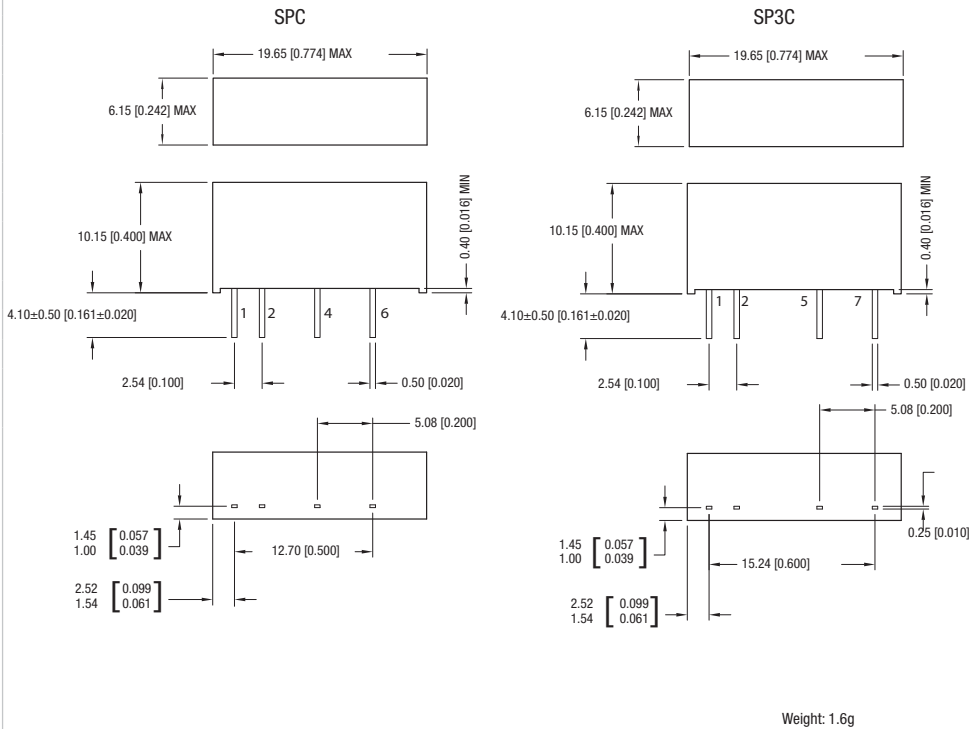 SPC
19.65 [0.774] MAX
6.15 [0.242] MAX
10.15 [0.400] MAX
0.40 [0.016] MIN
4.10±0.50 [0.161±0.020]
1
2
4
6
2.54 [0.100]
0.50 [0.020]
5.08 [0.200]
1.45 [0.057]
1.00 [0.039]
12.70 [0.500]
2.52 [0.099]
1.54 [0.061]
SP3C
19.65 [0.774] MAX
6.15 [0.242] MAX
10.15 [0.400] MAX
0.40 [0.016] MIN
4.10±0.50 [0.161±0.020]
1
2
5
7
2.54 [0.100]
0.50 [0.020]
5.08 [0.200]
0.25 [0.010]
1.45 [0.057]
1.00 [0.039]
15.24 [0.600]
2.52 [0.099]
1.54 [0.061]
Weight: 1.6g